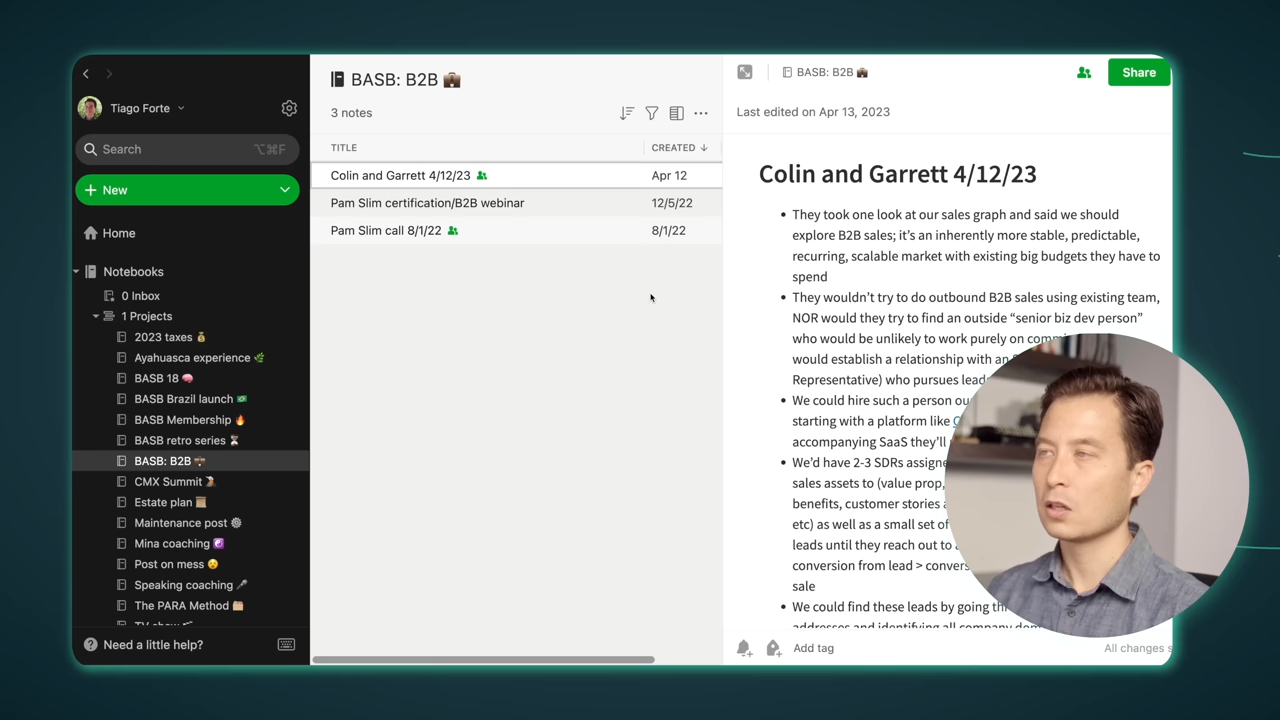 Tiago Forte
Search
⌥⌘F
New
Home
Notebooks
0 Inbox
1 Projects
2023 taxes
Ayahuasca experience
BASB 18
BASB Brazil launch
BASB Membership
BASB retro series
BASB: B2B
CMX Summit
Estate plan
Maintenance post
Mina coaching
Post on mess
Speaking coaching
The PARA Method
Need a little help?
BASB: B2B
3 notes
TITLE CREATED
Colin and Garrett 4/12/23 Apr 12
Pam Slim certification/B2B webinar 12/5/22
Pam Slim call 8/1/22 8/1/22
BASB: B2B
Share
Last edited on Apr 13, 2023
Colin and Garrett 4/12/23
• They took one look at our sales graph and said we should
explore B2B sales; it’s an inherently more stable, predictable,
recurring, scalable market with existing big budgets they have to
spend
• They wouldn’t try to do outbound B2B sales using existing team,
NOR would they try to find an outside “senior biz dev person”
who would be unlikely to work purely on
would establish a relationship with
Representative) who pursues
• We could hire such a person
starting with a platform like
accompanying SaaS they’ll
• We’d have 2-3 SDRs
sales assets to (value prop,
benefits, customer stories
etc) as well as a small set of
leads until they reach out to
conversion from lead >
sale
• We could find these leads by going
addresses and identifying all company
Add tag
All changes